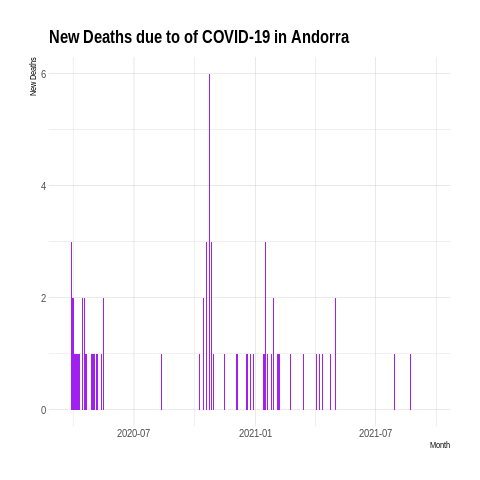 New Deaths due to of COVID-19 in Andorra
New Deaths
6
4
2
0
2020-07
2021-01
2021-07
Month